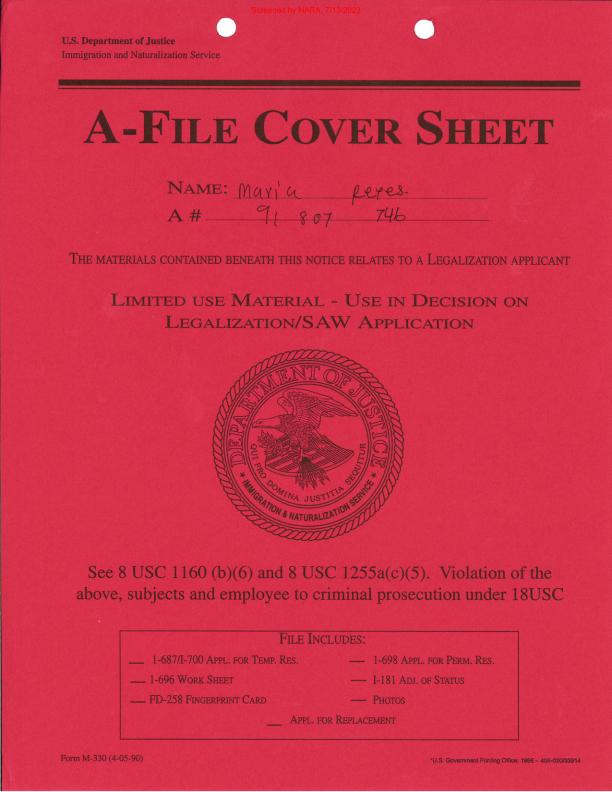 Screened by NARA, 7/13/2023
U.S. Department of Justice
Immigration and Naturalization Service
A-FILE COVER SHEET
NAME: Maria Reyes.
A # 91 807 746
THE MATERIALS CONTAINED BENEATH THIS NOTICE RELATES TO A LEGALIZATION APPLICANT
LIMITED USE MATERIAL - USE IN DECISION ON
LEGALIZATION/SAW APPLICATION
DEPARTMENT OF JUSTICE
QUI PRO DOMINA JUSTITIA SEQUITUR
* IMMIGRATION & NATURALIZATION SERVICE *
See 8 USC 1160 (b)(6) and 8 USC 1255a(c)(5). Violation of the
above, subjects and employee to criminal prosecution under 18USC
FILE INCLUDES:
__ 1-687/I-700 APPL. FOR TEMP. RES. __ 1-698 APPL. FOR PERM. RES.
__ 1-696 WORK SHEET __ I-181 ADJ. OF STATUS
__ FD-258 FINGERPRINT CARD __ PHOTOS
__ APPL. FOR REPLACEMENT
Form M-330 (4-05-90) *U.S. Government Printing Office: 1996 -